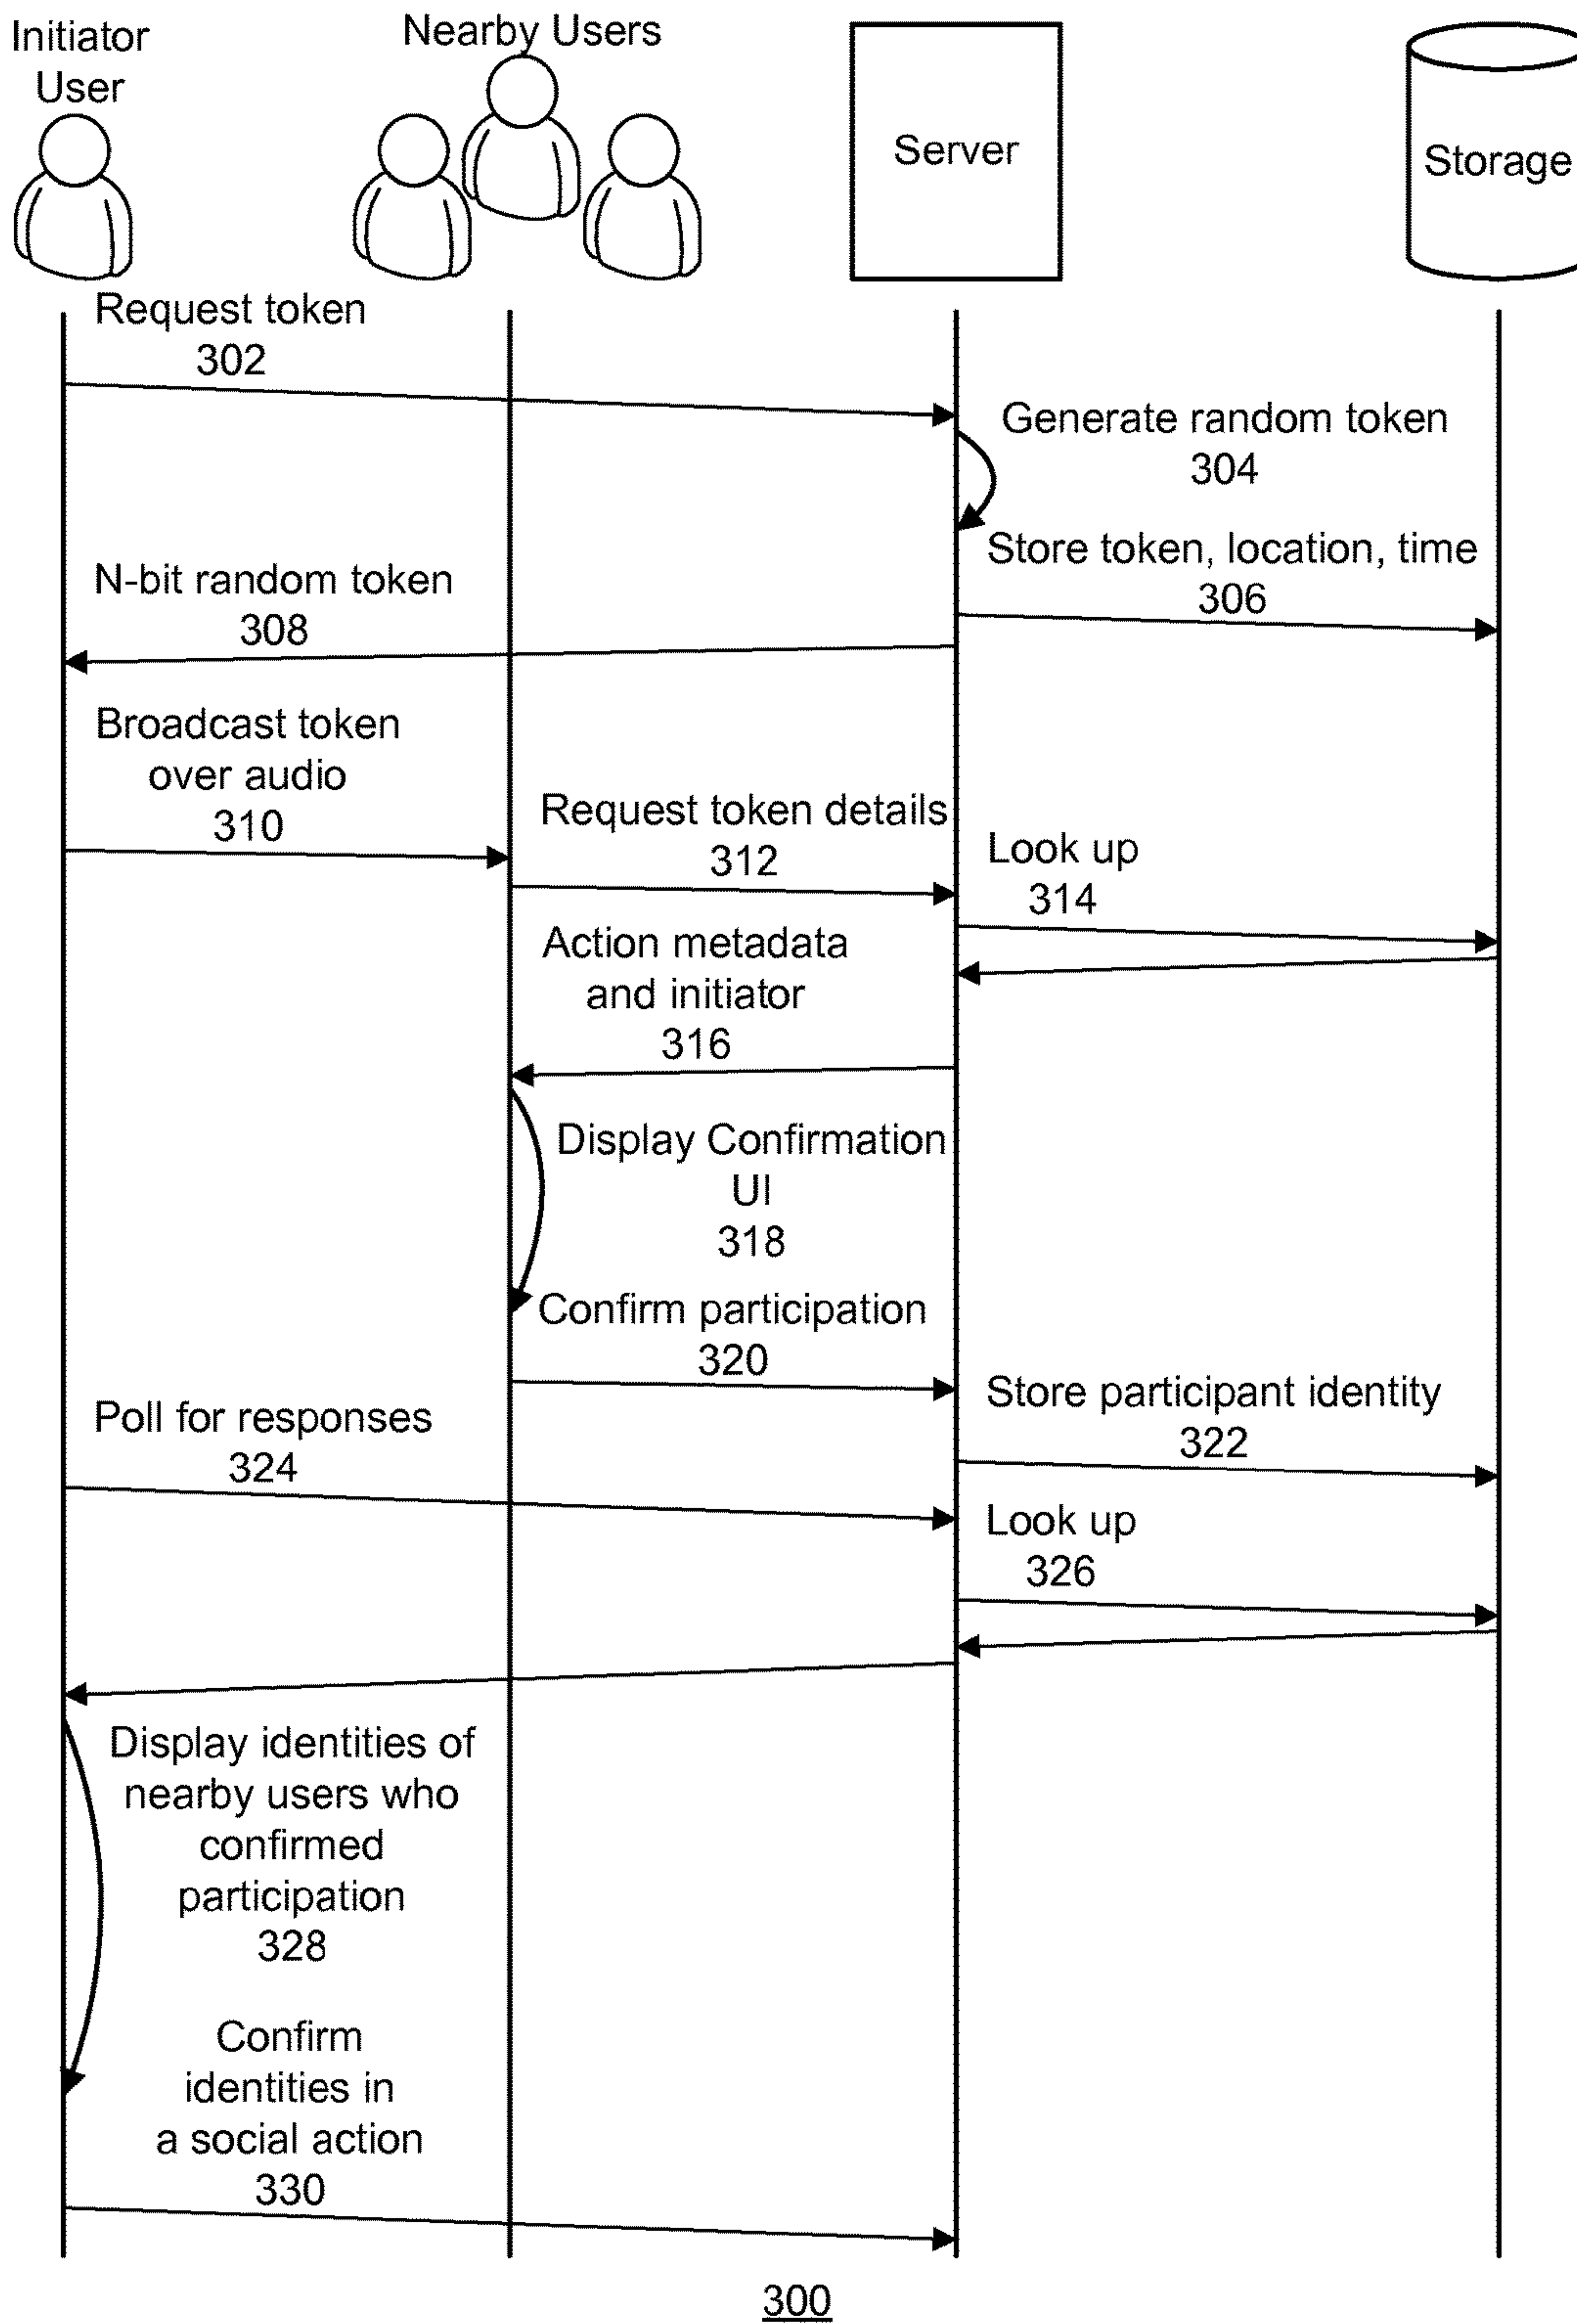 Initiator
User
Nearby Users
Server
Storage
Request token
302
Generate random token
304
Store token, location, time
306
N-bit random token
308
Broadcast token
over audio
310
Request token details
312
Look up
314
Action metadata
and initiator
316
Display Confirmation
UI
318
Confirm participation
320
Store participant identity
322
Poll for responses
324
Look up
326
Display identities of
nearby users who
confirmed
participation
328
Confirm
identities in
a social action
330
300